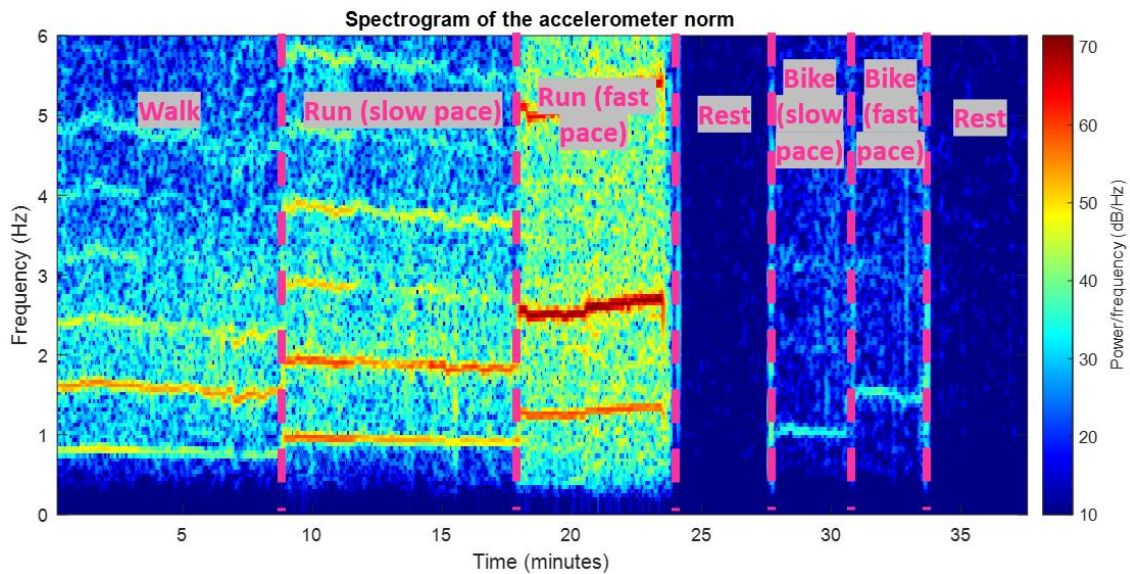 Spectrogram of the accelerometer norm
6
5
4
3
2
1
0
Frequency (Hz)
Walk
Run (slow pace)
Run (fast
pace)
Rest
Bike
(slow
pace)
Bike
(fast
pace)
Rest
5
10
15
20
25
30
35
Time (minutes)
70
60
50
40
30
20
10
Power/frequency (dB/Hz)